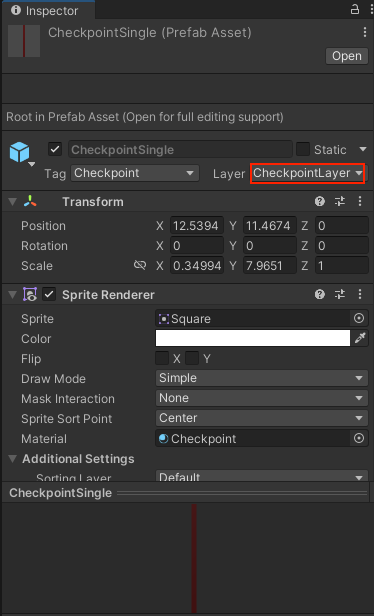 Inspector
CheckpointSingle (Prefab Asset)
Open
Root in Prefab Asset (Open for full editing support)
CheckpointSingle Static
Tag Checkpoint Layer CheckpointLayer
Transform
Position X 12.5394 Y 11.4674 Z 0
Rotation X 0 Y 0 Z 0
Scale X 0.34994 Y 7.9651 Z 1
Sprite Renderer
Sprite Square
Color
Flip X Y
Draw Mode Simple
Mask Interaction None
Sprite Sort Point Center
Material Checkpoint
Additional Settings
Sorting Layer Default
CheckpointSingle